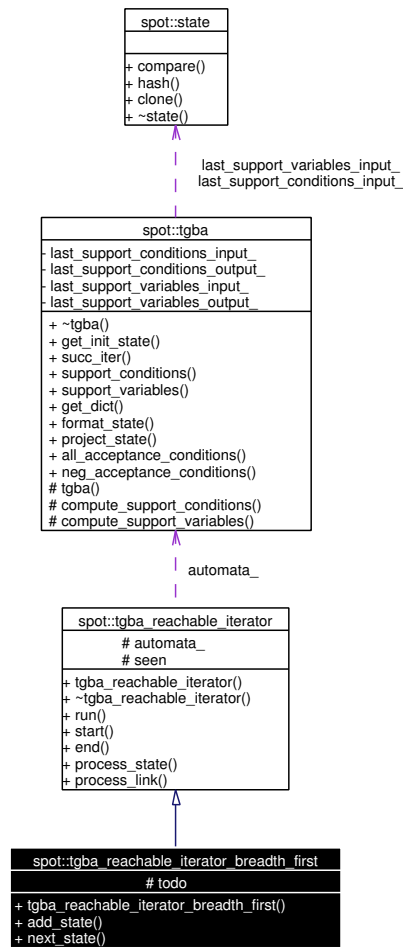 spot::state
+ compare()
+ hash()
+ clone()
+ ~state()
last_support_variables_input_
last_support_conditions_input_
spot::tgba
- last_support_conditions_input_
- last_support_conditions_output_
- last_support_variables_input_
- last_support_variables_output_
+ ~tgba()
+ get_init_state()
+ succ_iter()
+ support_conditions()
+ support_variables()
+ get_dict()
+ format_state()
+ project_state()
+ all_acceptance_conditions()
+ neg_acceptance_conditions()
# tgba()
# compute_support_conditions()
# compute_support_variables()
automata_
spot::tgba_reachable_iterator
# automata_
# seen
+ tgba_reachable_iterator()
+ ~tgba_reachable_iterator()
+ run()
+ start()
+ end()
+ process_state()
+ process_link()
spot::tgba_reachable_iterator_breadth_first
# todo
+ tgba_reachable_iterator_breadth_first()
+ add_state()
+ next_state()